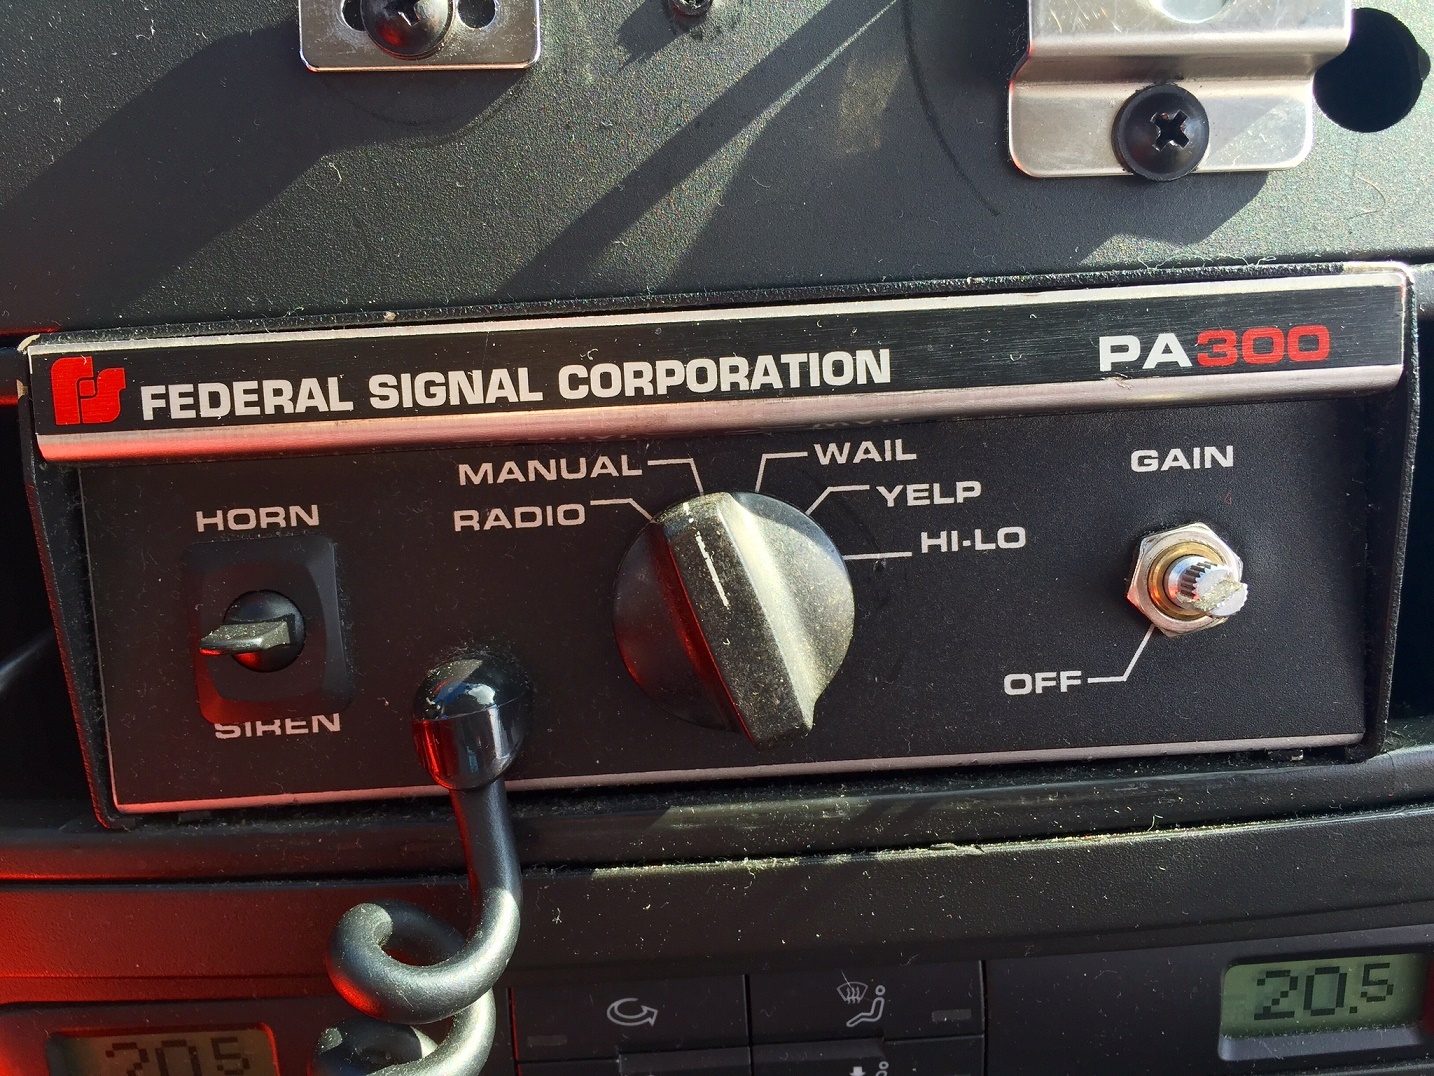 FEDERAL SIGNAL CORPORATION
PA300
MANUAL
WAIL
GAIN
RADIO
YELP
HORN
HI-LO
SIREN
OFF
20.5
20.5